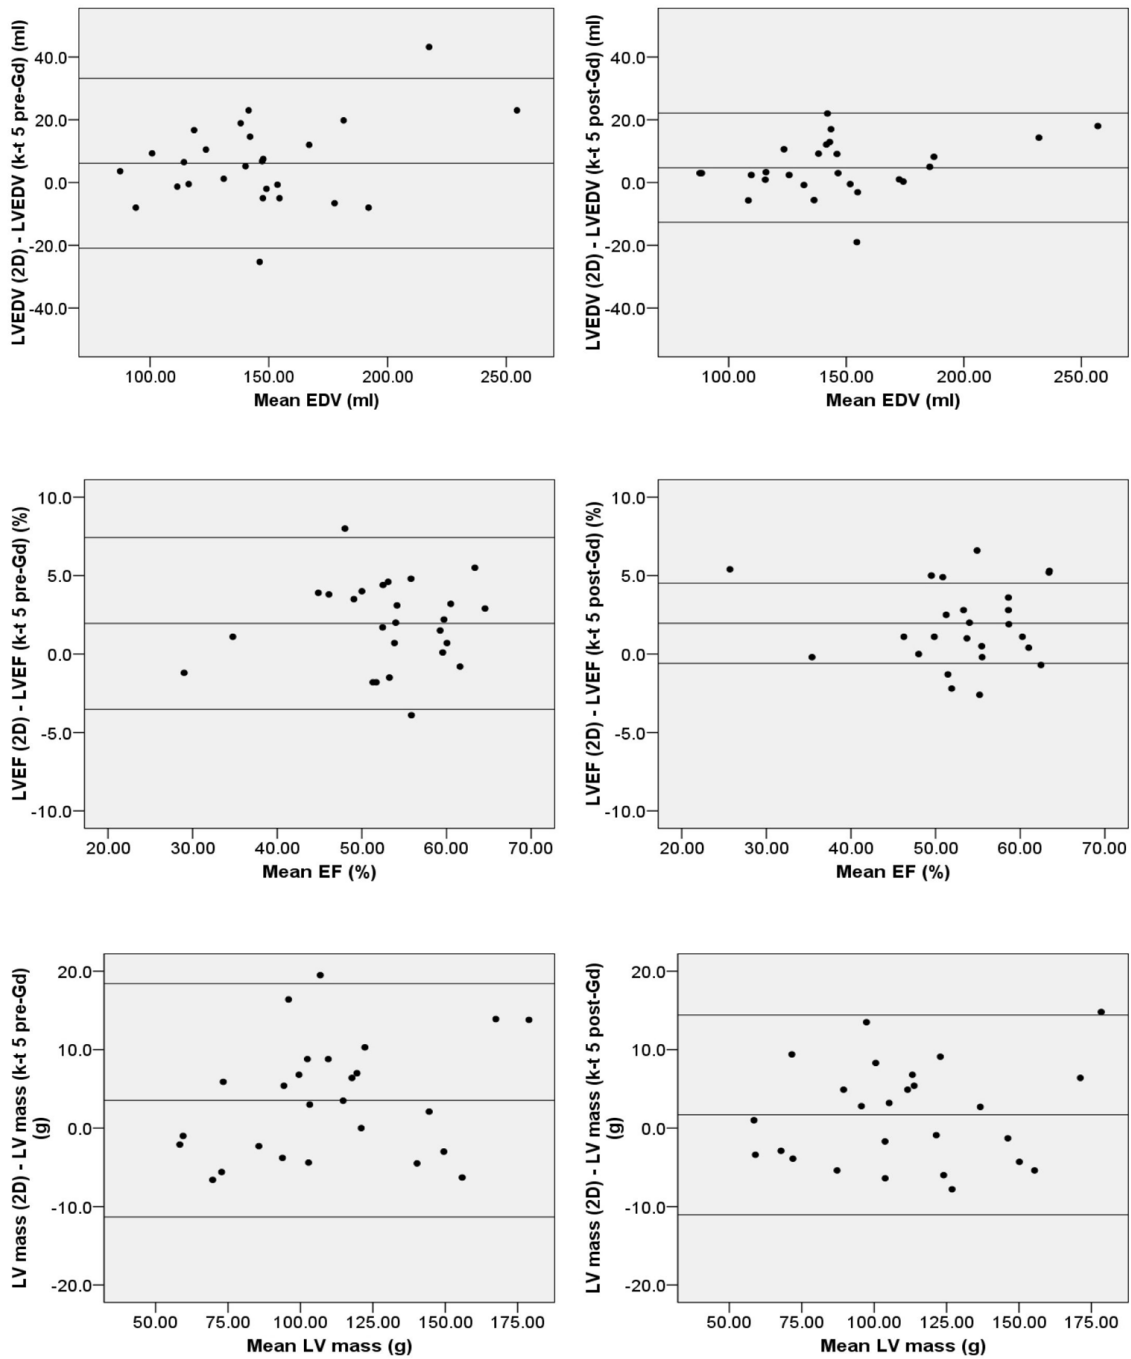 LVEDV (2D) - LVEDV (k-t 5 pre-Gd) (ml)
40.0
20.0
0.0
-20.0
-40.0
100.00 150.00 200.00 250.00
Mean EDV (ml)
LVEDV (2D) - LVEDV (k-t 5 post-Gd) (ml)
40.0
20.0
0.0
-20.0
-40.0
100.00 150.00 200.00 250.00
Mean EDV (ml)
LVEF (2D) - LVEF (k-t 5 pre-Gd) (%)
10.0
5.0
0.0
-5.0
-10.0
20.00 30.00 40.00 50.00 60.00 70.00
Mean EF (%)
LVEF (2D) - LVEF (k-t 5 post-Gd) (%)
10.0
5.0
0.0
-5.0
-10.0
20.00 30.00 40.00 50.00 60.00 70.00
Mean EF (%)
LV mass (2D) - LV mass (k-t 5 pre-Gd)
(g)
20.0
10.0
0.0
-10.0
-20.0
50.00 75.00 100.00 125.00 150.00 175.00
Mean LV mass (g)
LV mass (2D) - LV mass (k-t 5 post-Gd)
(g)
20.0
10.0
0.0
-10.0
-20.0
50.00 75.00 100.00 125.00 150.00 175.00
Mean LV mass (g)